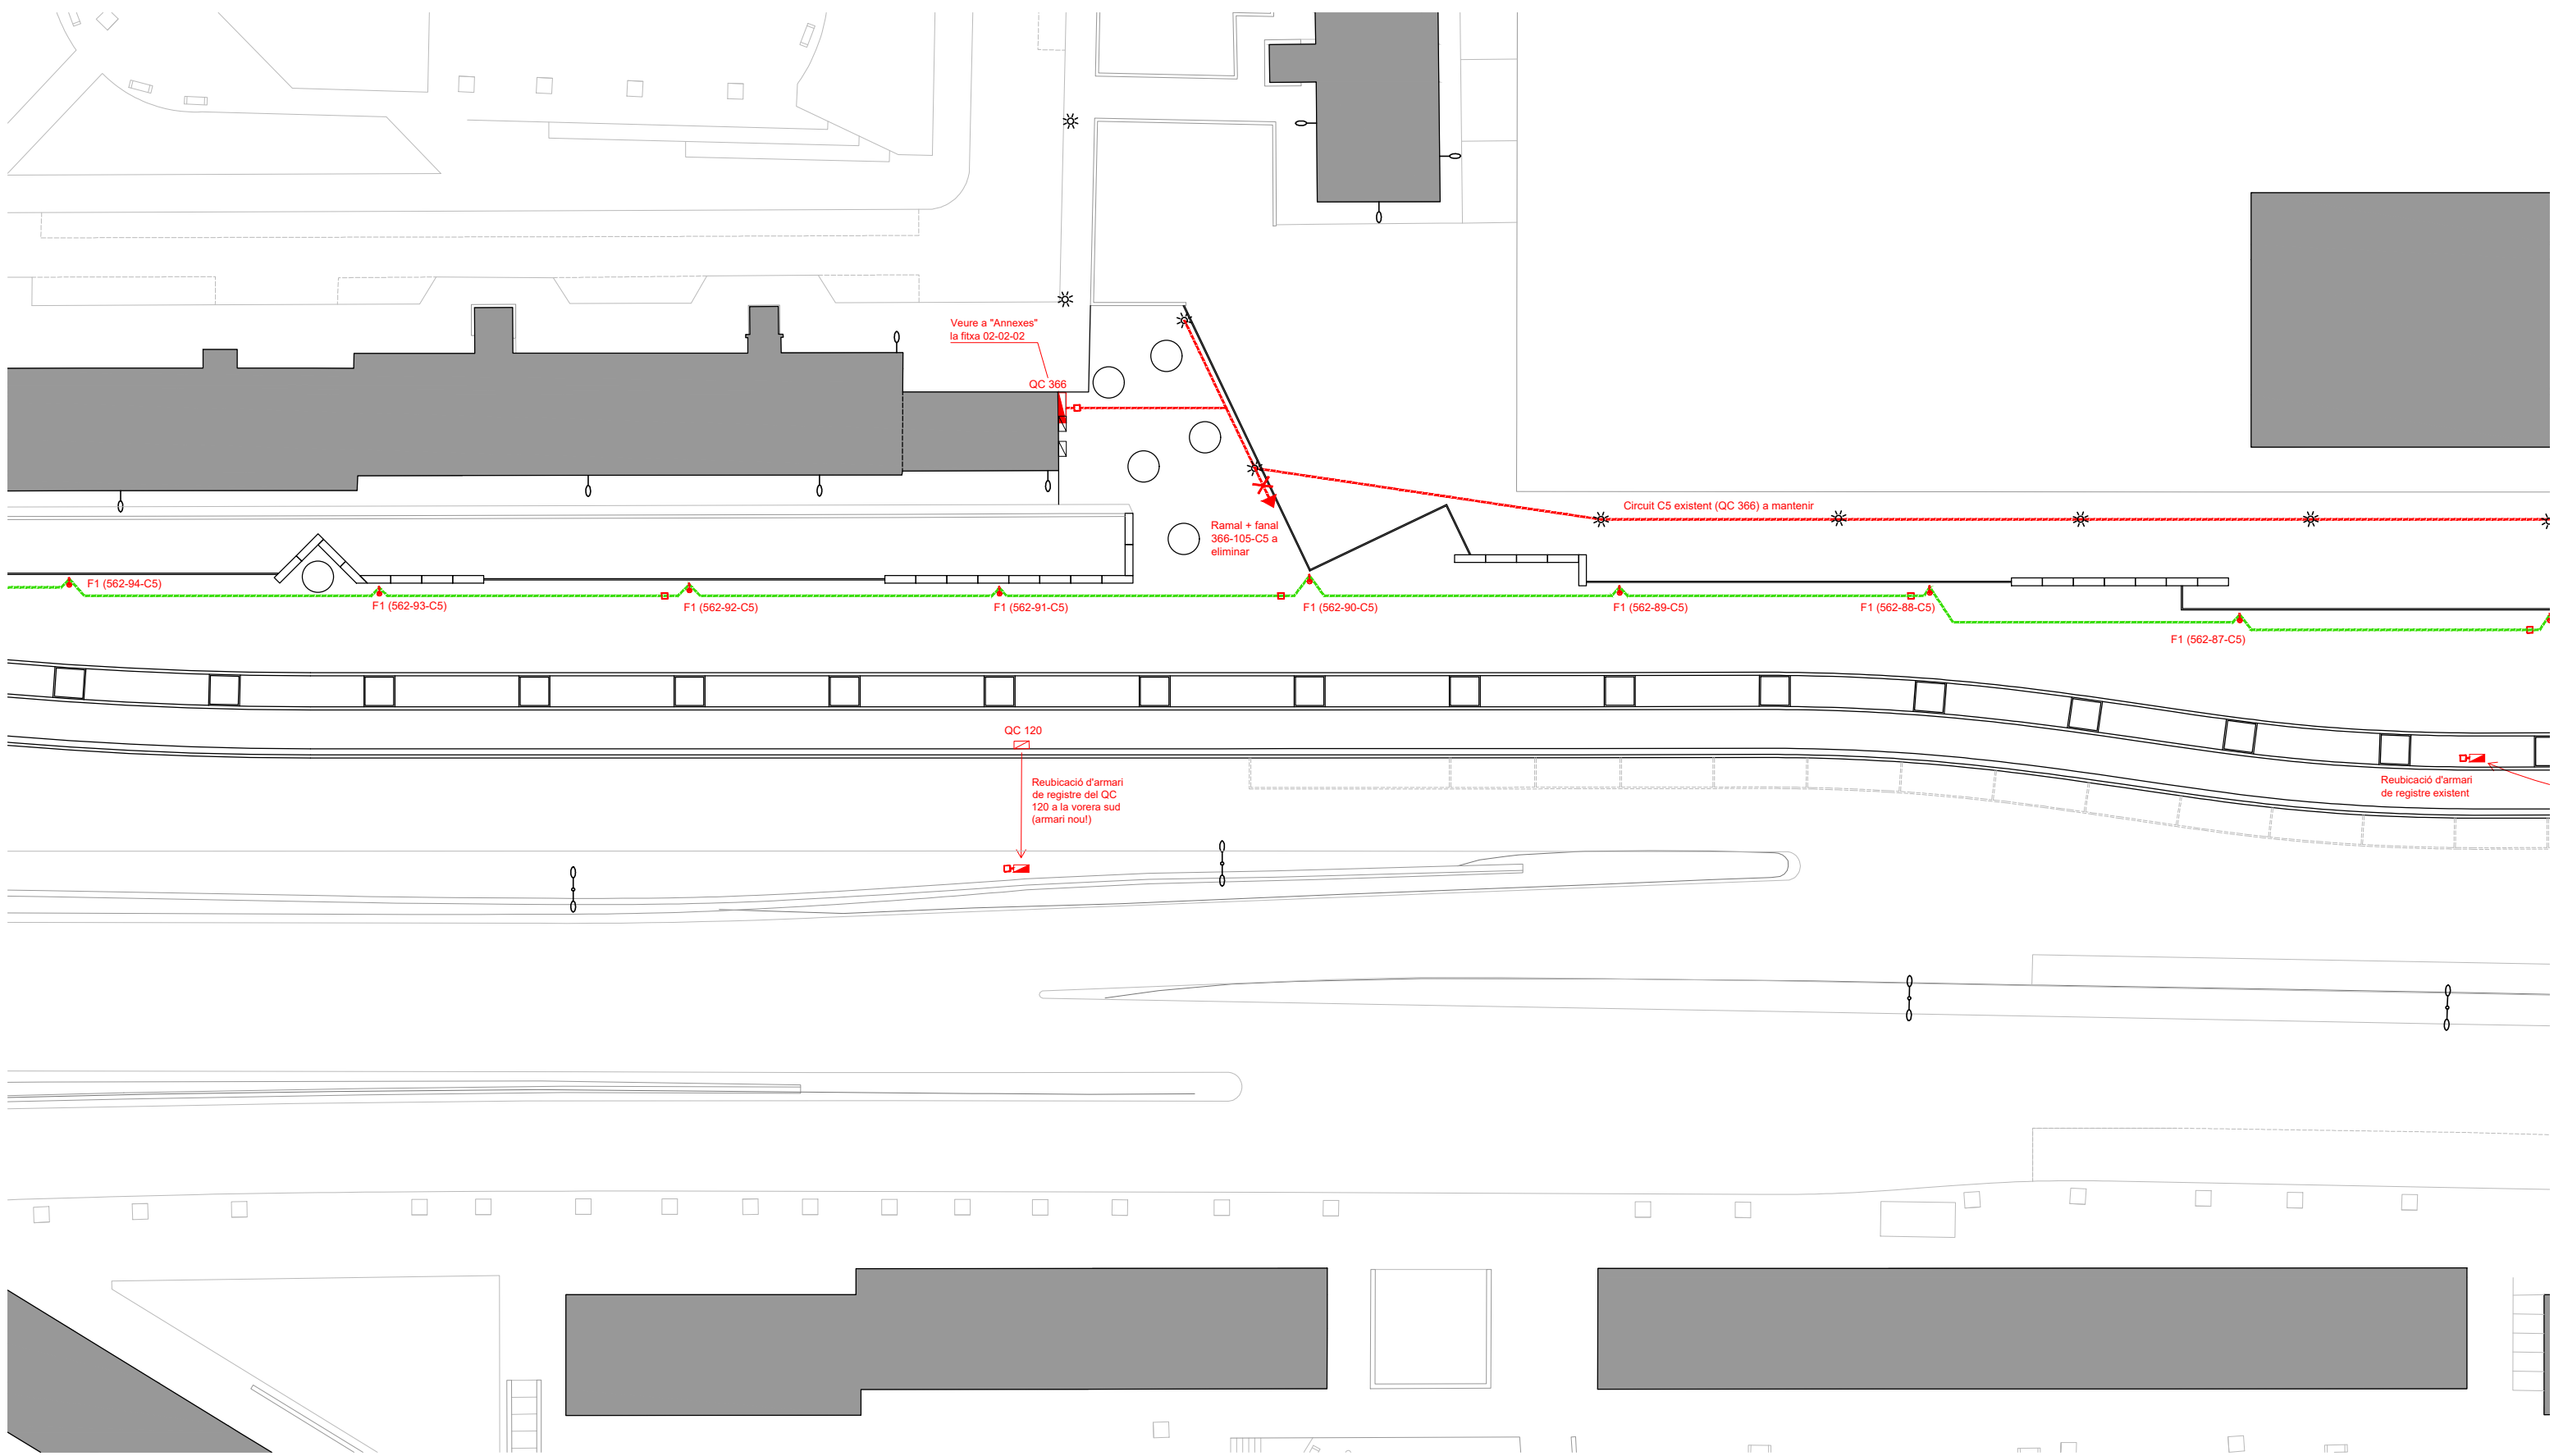 Veure a "Annexes"
la fitxa 02-02-02
QC 366
Circuit C5 existent (QC 366) a mantenir
Ramal + fanal
366-105-C5 a
eliminar
F1 (562-94-C5)
F1 (562-93-C5)
F1 (562-92-C5)
F1 (562-91-C5)
F1 (562-90-C5)
F1 (562-89-C5)
F1 (562-88-C5)
F1 (562-87-C5)
QC 120
Reubicació d'armari
de registre del QC
120 a la vorera sud
(armari nou!)
Reubicació d'armari
de registre existent